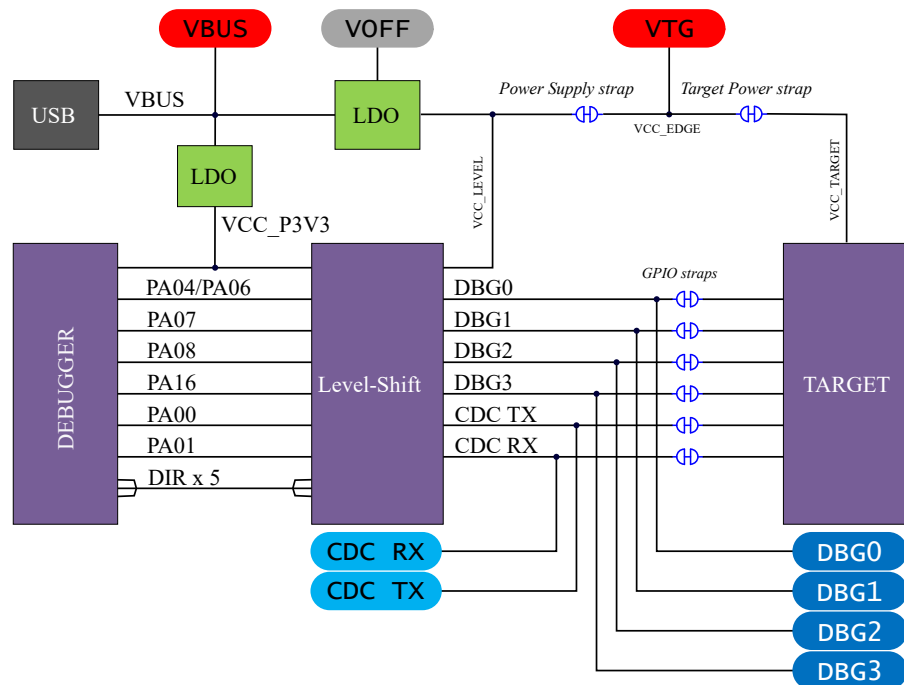 VBUS
VOFF
VTG
Power Supply strap
Target Power strap
USB
VBUS
LDO
VCC_EDGE
LDO
VCC_LEVEL
VCC_TARGET
VCC_P3V3
DEBUGGER
Level-Shift
TARGET
GPIO straps
PA04/PA06
DBG0
PA07
DBG1
PA08
DBG2
PA16
DBG3
PA00
CDC TX
PA01
CDC RX
DIR x 5
CDC RX
DBG0
CDC TX
DBG1
DBG2
DBG3